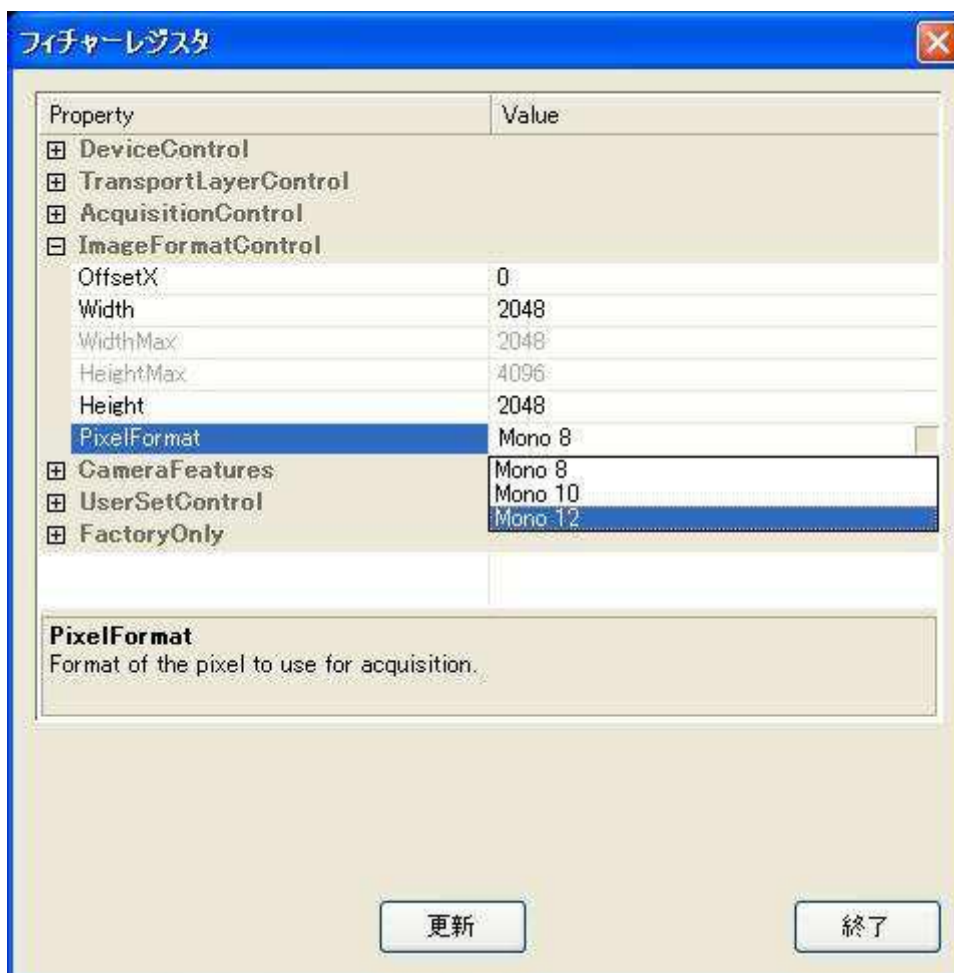 フィチャーレジスタ
Property Value
DeviceControl
TransportLayerControl
AcquisitionControl
ImageFormatControl
OffsetX 0
Width 2048
WidthMax 2048
HeightMax 4096
Height 2048
PixelFormat Mono 8
CameraFeatures Mono 8
UserSetControl Mono 10
Mono 12
FactoryOnly
PixelFormat
Format of the pixel to use for acquisition.
更新 終了